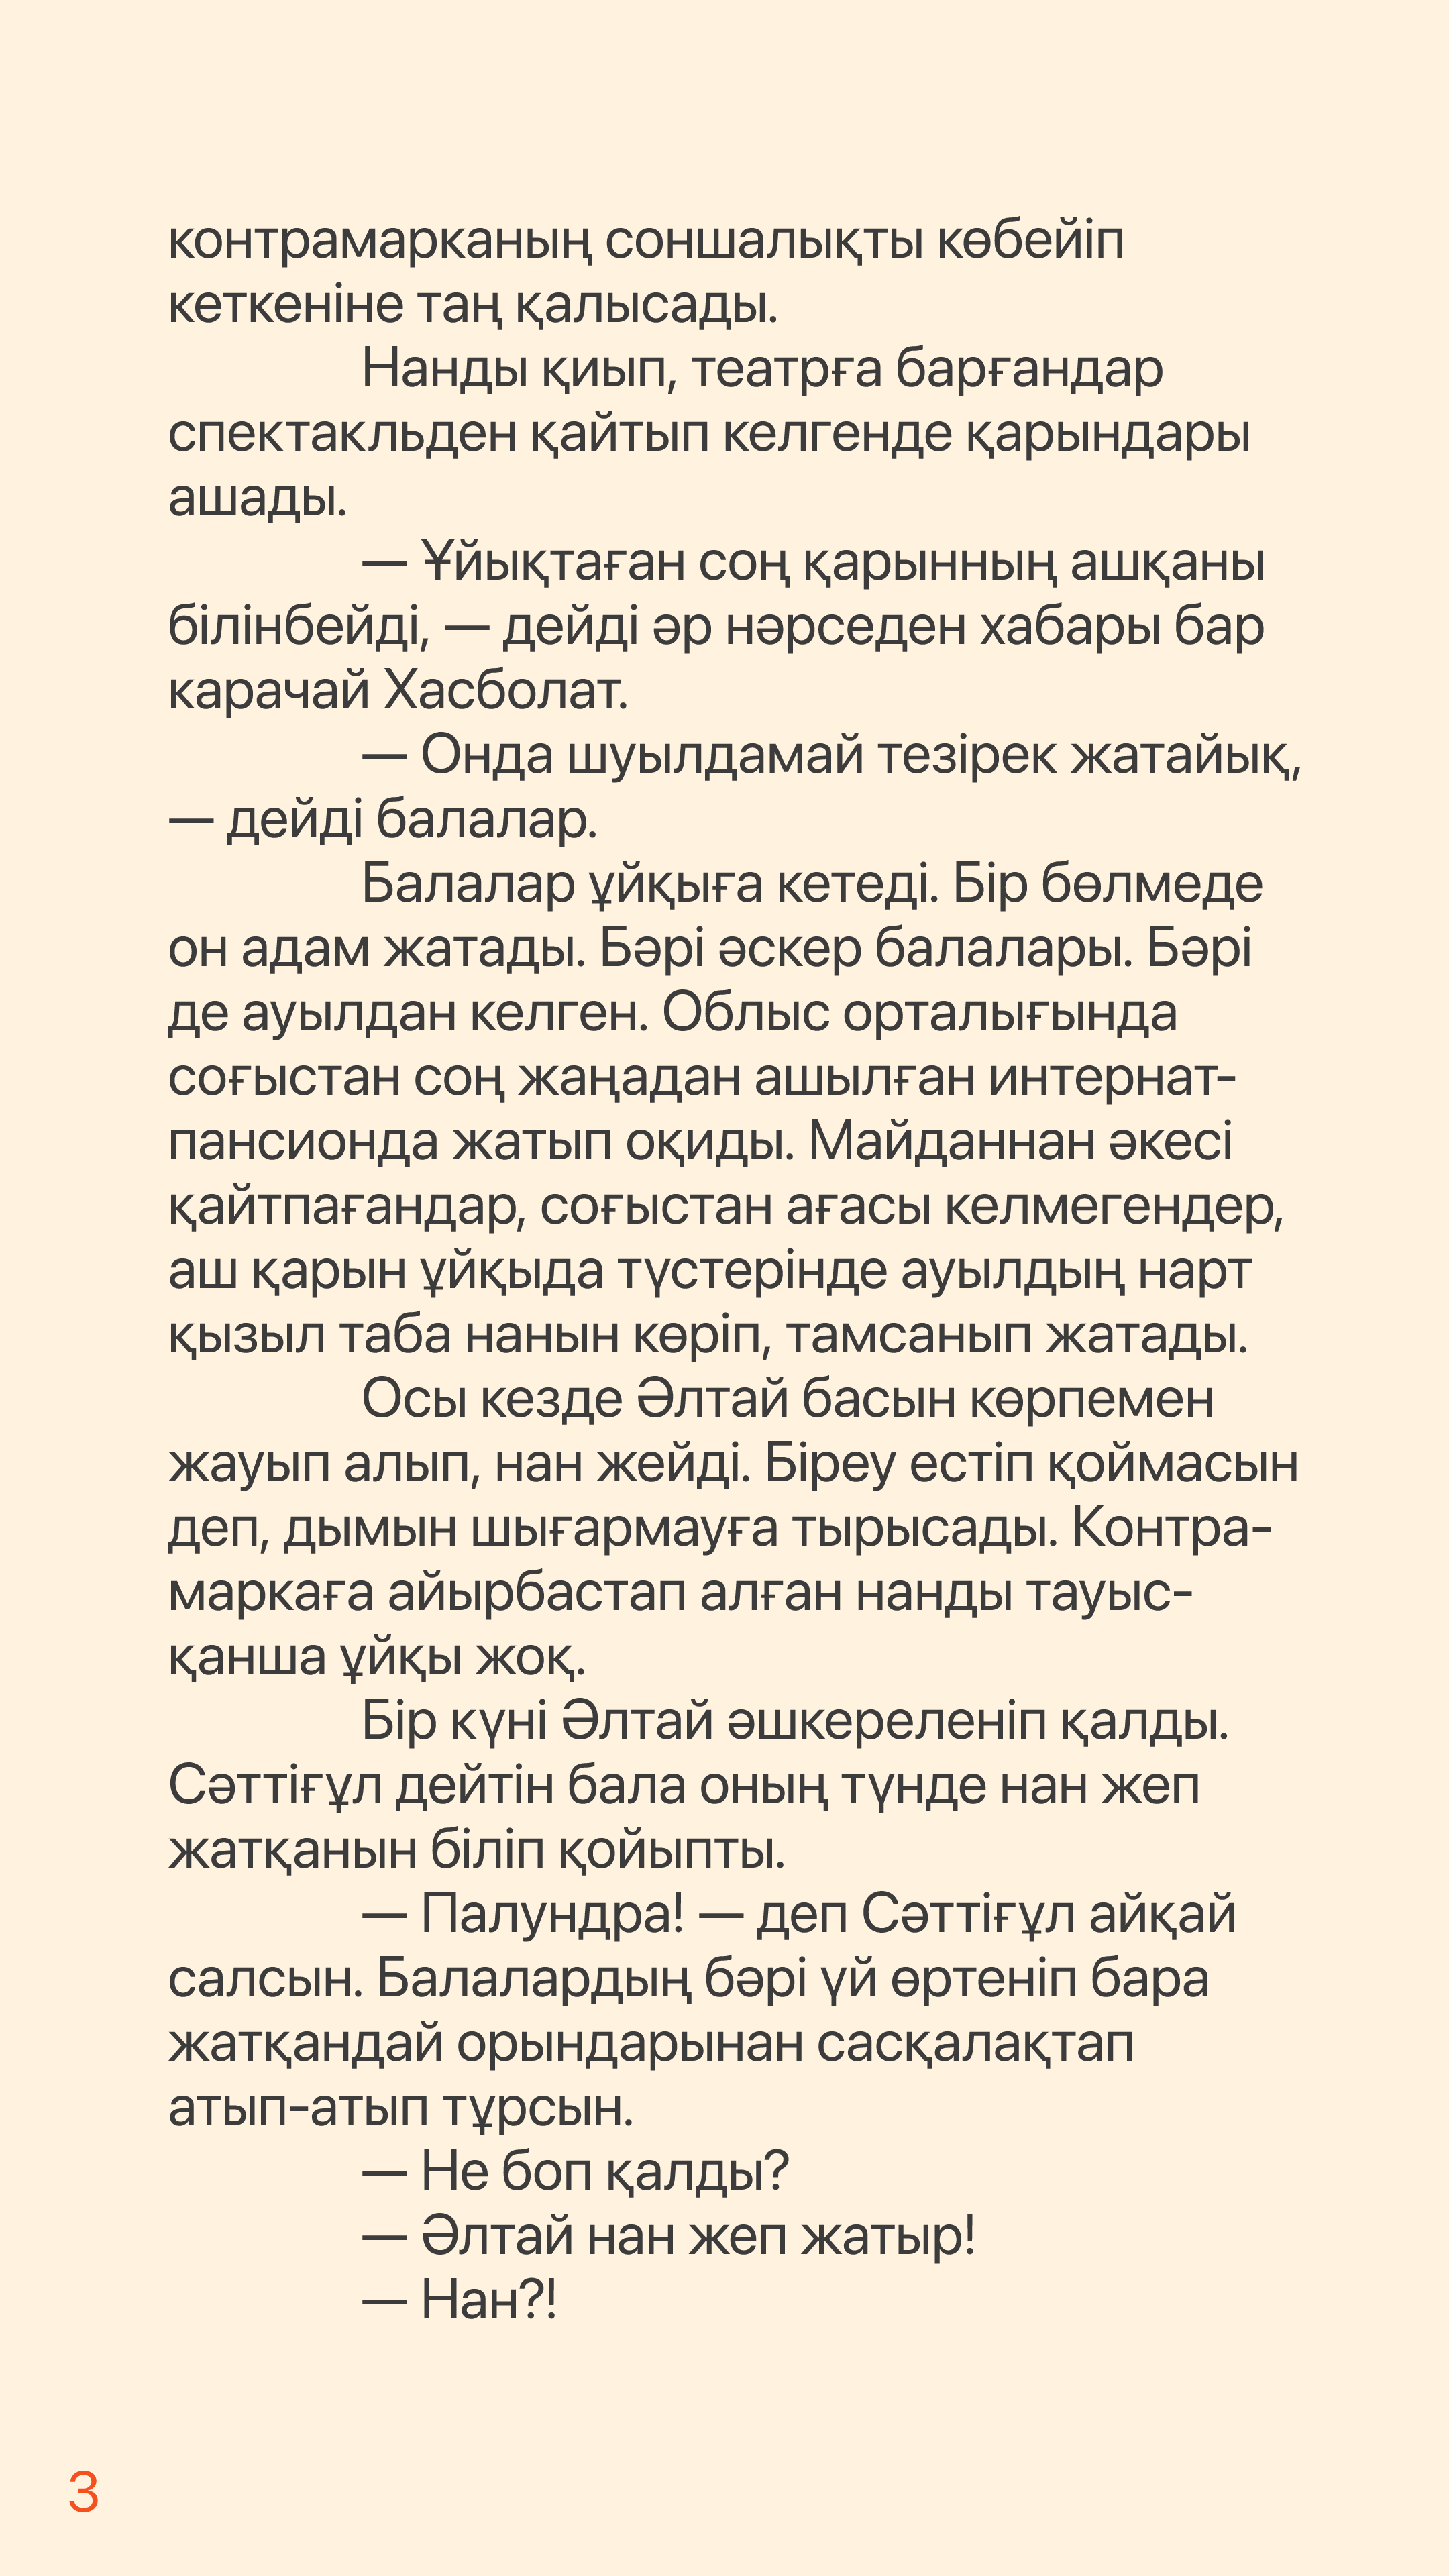 контрамарканың соншалықты көбейіп
кеткеніне таң қалысады.
Нанды қиып, театрға барғандар
спектакльден қайтып келгенде қарындары
ашады.
— Ұйықтаған соң қарынның ашқаны
білінбейді, — дейді әр нәрседен хабары бар
карачай Хасболат.
— Онда шуылдамай тезірек жатайық,
— дейді балалар.
Балалар ұйқыға кетеді. Бір бөлмеде
он адам жатады. Бәрі әскер балалары. Бәрі
де ауылдан келген. Облыс орталығында
соғыстан соң жаңадан ашылған интернат-
пансионда жатып оқиды. Майданнан әкесі
қайтпағандар, соғыстан ағасы келмегендер,
аш қарын ұйқыда түстерінде ауылдың нарт
қызыл таба нанын көріп, тамсанып жатады.
Осы кезде Әлтай басын көрпемен
жауып алып, нан жейді. Біреу естіп қоймасын
деп, дымын шығармауға тырысады. Контра-
маркаға айырбастап алған нанды тауыс-
қанша ұйқы жоқ.
Бір күні Әлтай әшкереленіп қалды.
Сәттіғұл дейтін бала оның түнде нан жеп
жатқанын біліп қойыпты.
— Палундра! — деп Сәттіғұл айқай
салсын. Балалардың бәрі үй өртеніп бара
жатқандай орындарынан сасқалақтап
атып-атып тұрсын.
— Не боп қалды?
— Әлтай нан жеп жатыр!
— Нан?!
3